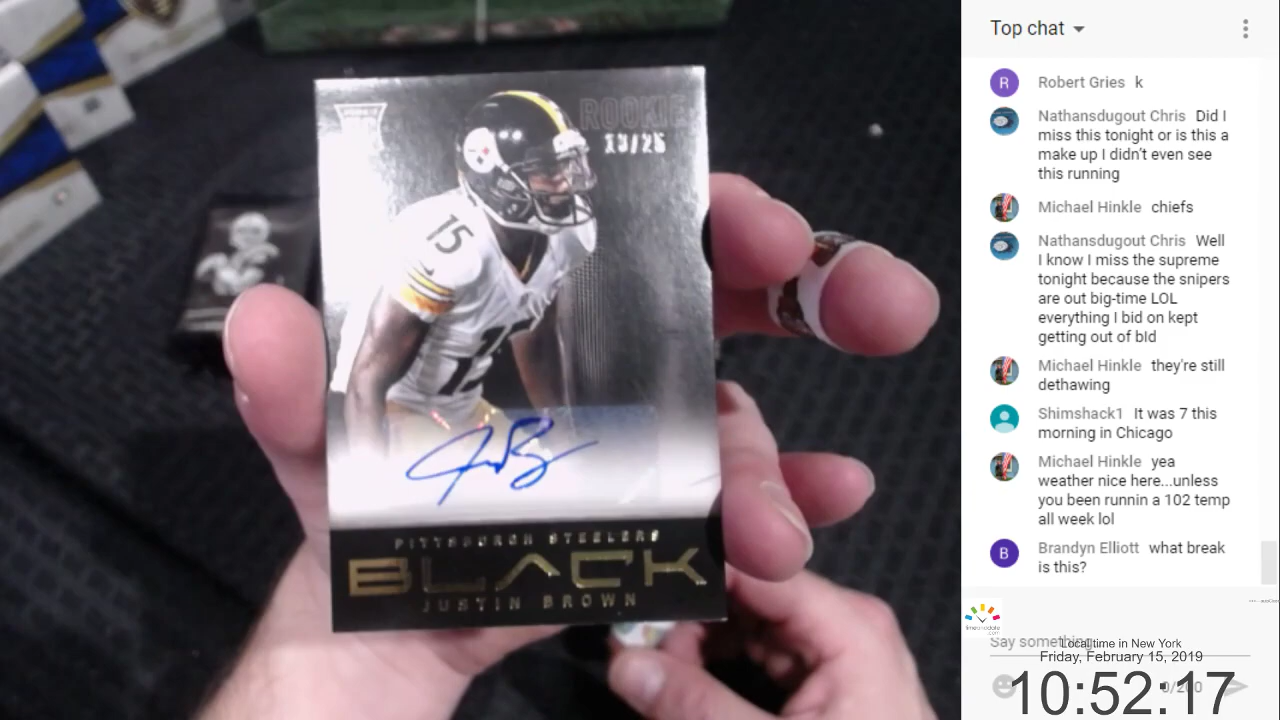 ROOKIE
13/25
15
15
PITTSBURGH STEELERS
BLACK
JUSTIN BROWN
Top chat
Robert Gries k
Nathansdugout Chris Did I
miss this tonight or is this a
make up I didn't even see
this running
Michael Hinkle chiefs
Nathansdugout Chris Well
I know I miss the supreme
tonight because the snipers
are out big-time LOL
everything I bid on kept
getting out of bId
Michael Hinkle they're still
dethawing
Shimshack1 It was 7 this
morning in Chicago
Michael Hinkle yea
weather nice here...unless
you been runnin a 102 temp
all week lol
B Brandyn Elliott what break
is this?
Say something...
Local time in New York
Friday, February 15, 2019
10:52.17
0/200